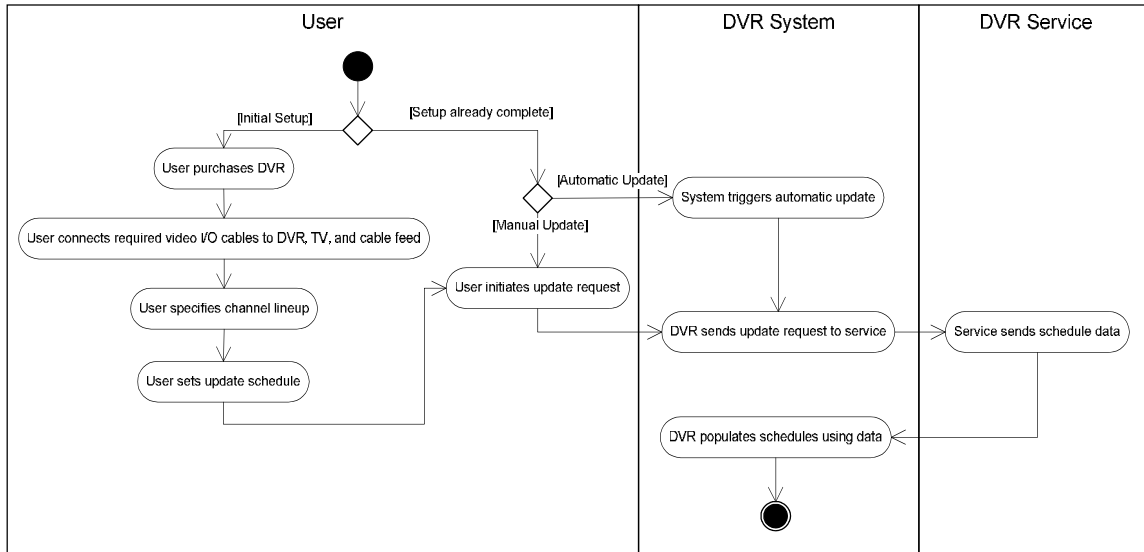 User
DVR System
DVR Service
[Initial Setup]
[Setup already complete]
User purchases DVR
[Automatic Update]
System triggers automatic update
[Manual Update]
User connects required video I/O cables to DVR, TV, and cable feed
User initiates update request
User specifies channel lineup
DVR sends update request to service
Service sends schedule data
User sets update schedule
DVR populates schedules using data